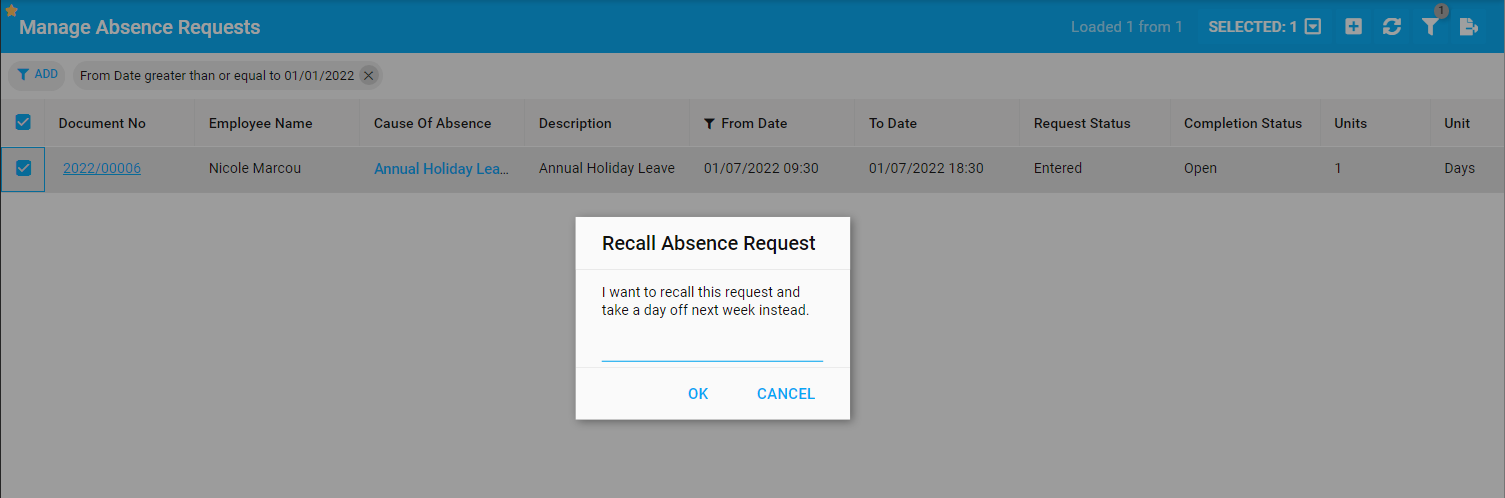 Manage Absence Requests Loaded 1 from 1 SELECTED: 1 1
ADD From Date greater than or equal to 01/01/2022
Document No Employee Name Cause Of Absence Description From Date To Date Request Status Completion Status Units Unit
2022/00006 Nicole Marcou Annual Holiday Lea... Annual Holiday Leave 01/07/2022 09:30 01/07/2022 18:30 Entered Open 1 Days
Recall Absence Request
I want to recall this request and
take a day off next week instead.
OK CANCEL